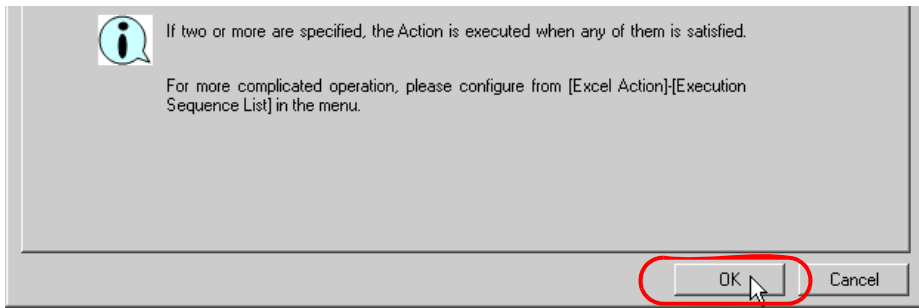 If two or more are specified, the Action is executed when any of them is satisfied.
For more complicated operation, please configure from [Excel Action]-[Execution
Sequence List] in the menu.
OK
Cancel